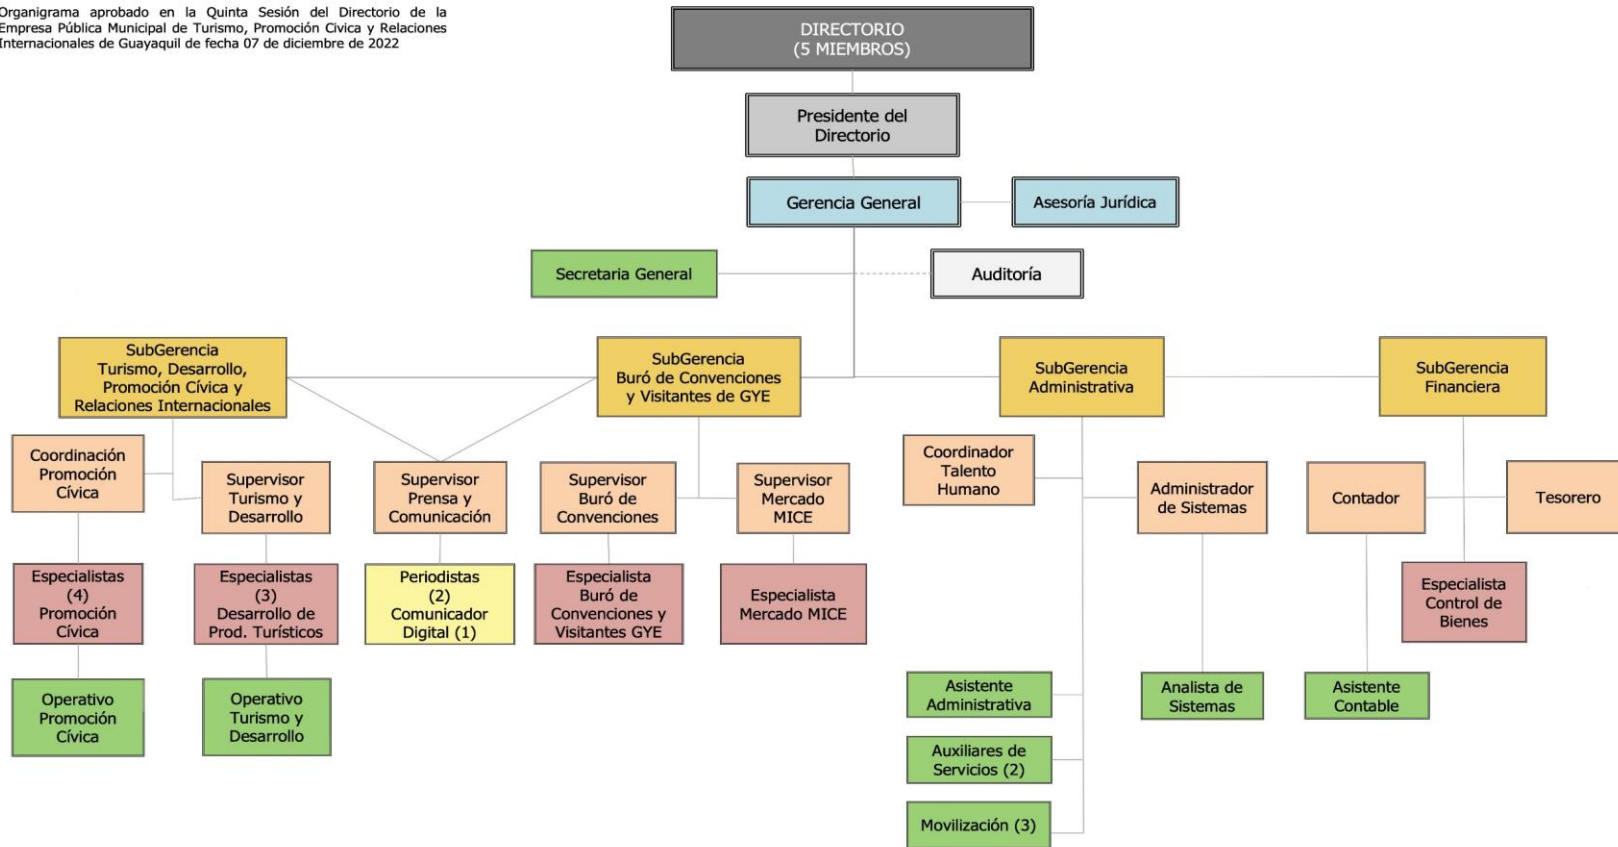 Organigrama aprobado en la Quinta Sesión del Directorio de la
Empresa Pública Municipal de Turismo, Promoción Civica y Relaciones
Internacionales de Guayaquil de fecha 07 de diciembre de 2022
DIRECTORIO
(5 MIEMBROS)
Presidente del
Directorio
Gerencia General
Asesoría Jurídica
Secretaria General
Auditoría
SubGerencia
Turismo, Desarrollo,
Promoción Cívica y
Relaciones Internacionales
SubGerencia
Buró de Convenciones
y Visitantes de GYE
SubGerencia
Administrativa
SubGerencia
Financiera
Coordinación
Promoción
Cívica
Supervisor
Turismo y
Desarrollo
Supervisor
Prensa y
Comunicación
Supervisor
Buró de
Convenciones
Supervisor
Mercado
MICE
Coordinador
Talento
Humano
Administrador
de Sistemas
Contador
Tesorero
Especialistas
(4)
Promoción
Cívica
Especialistas
(3)
Desarrollo de
Prod. Turísticos
Periodistas
(2)
Comunicador
Digital (1)
Especialista
Buró de
Convenciones y
Visitantes GYE
Especialista
Mercado MICE
Especialista
Control de
Bienes
Operativo
Promoción
Cívica
Operativo
Turismo y
Desarrollo
Asistente
Administrativa
Analista de
Sistemas
Asistente
Contable
Auxiliares de
Servicios (2)
Movilización (3)